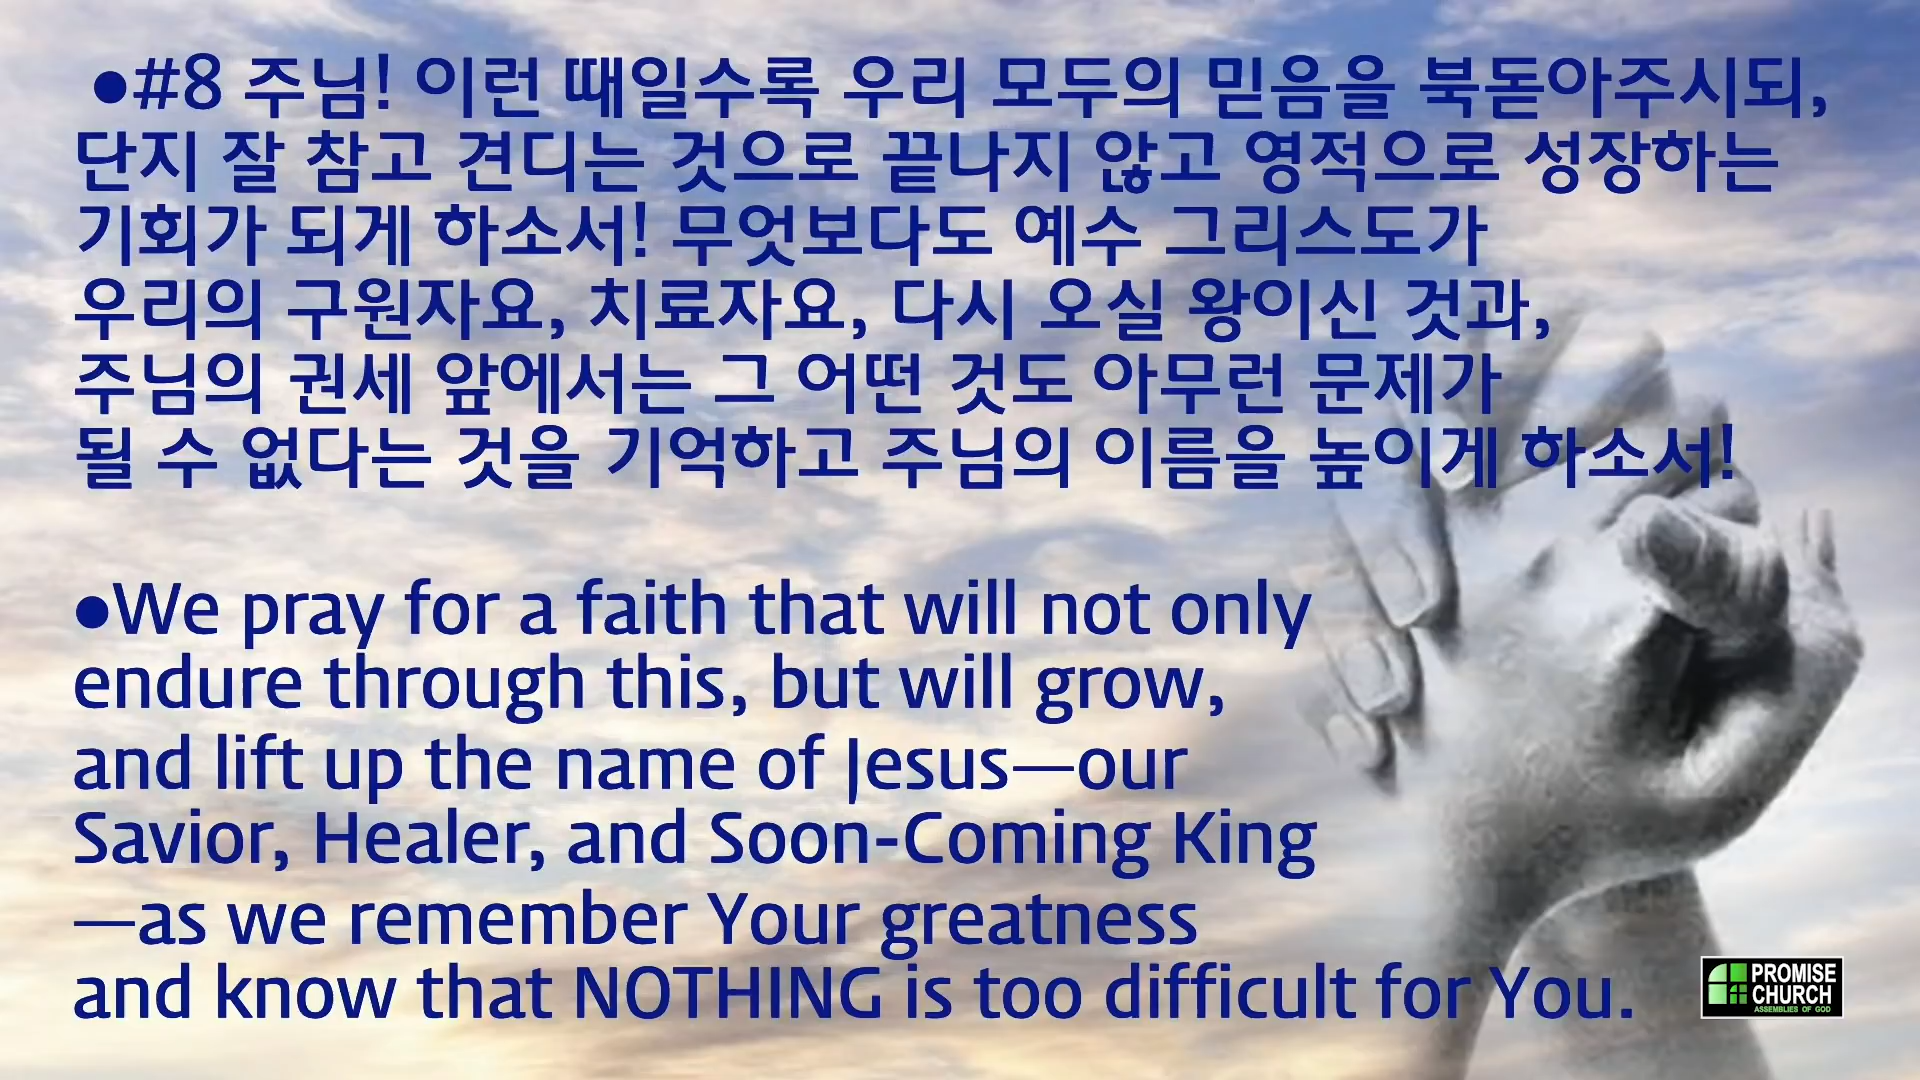 ●#8 주님! 이런 때일수록 우리 모두의 믿음을 북돋아주시되,
단지 잘 참고 견디는 것으로 끝나지 않고 영적으로 성장하는
기회가 되게 하소서! 무엇보다도 예수 그리스도가
우리의 구원자요, 치료자요, 다시 오실 왕이신 것과,
주님의 권세 앞에서는 그 어떤 것도 아무런 문제가
될 수 없다는 것을 기억하고 주님의 이름을 높이게 하소서!
●We pray for a faith that will not only
endure through this, but will grow,
and lift up the name of Jesus—our
Savior, Healer, and Soon-Coming King
—as we remember Your greatness
and know that NOTHING is too difficult for You.
PROMISE
CHURCH
ASSEMBLIES OF GOD